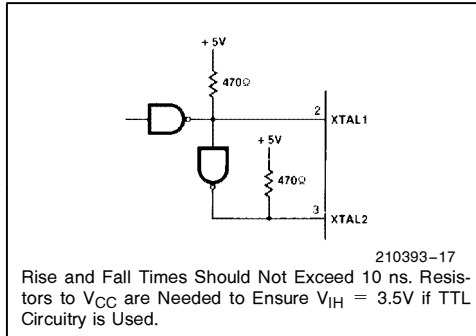 + 5V
470Ω
2
XTAL1
+ 5V
470Ω
3
XTAL2
210393–17
Rise and Fall Times Should Not Exceed 10 ns. Resis-
tors to VCC are Needed to Ensure VIH = 3.5V if TTL
Circuitry is Used.